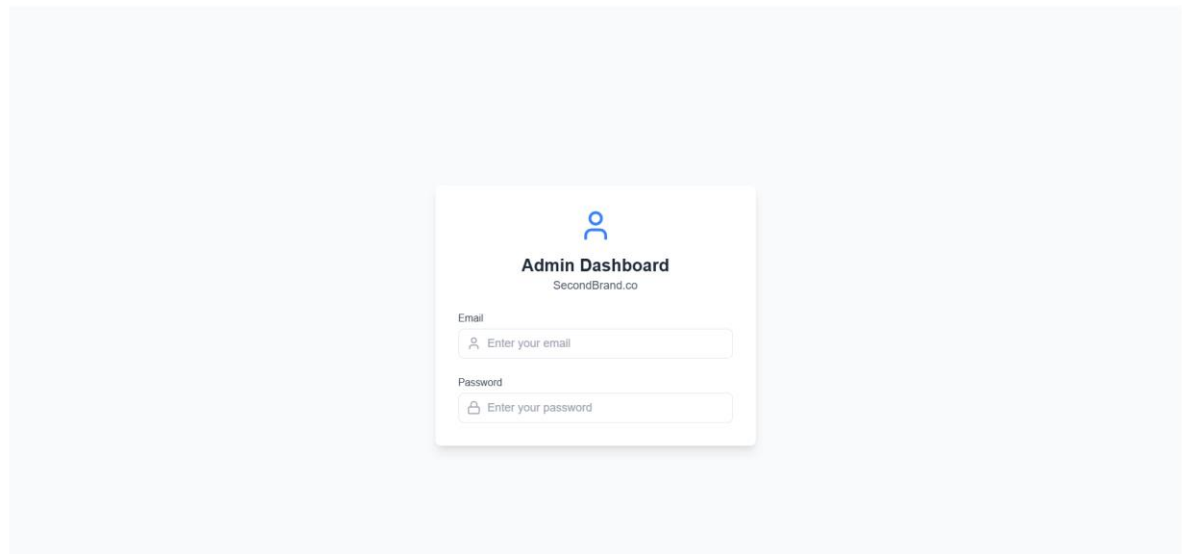 Admin Dashboard
SecondBrand.co
Email
Enter your email
Password
Enter your password